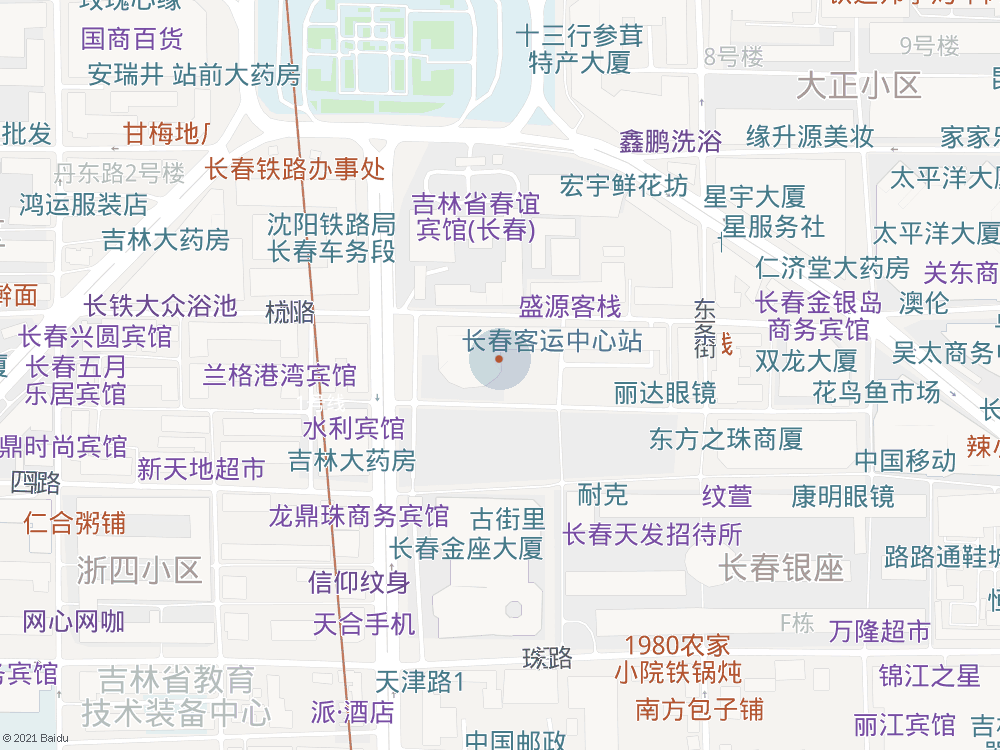 国商百货
安瑞井 站前大药房
十三行参茸
特产大厦
8号楼
9号楼
大正小区
批发
甘梅地厂
鑫鹏洗浴
缘升源美妆
丹东路2号楼
长春铁路办事处
宏宇鲜花坊
太平洋大
鸿运服装店
吉林省春谊
宾馆(长春)
星宇大厦
星服务社
沈阳铁路局
长春车务段
吉林大药房
太平洋大厦
仁济堂大药房
关东商
长铁大众浴池
盛源客栈
长春金银岛
商务宾馆
澳伦
东条街
栈
长春兴圆宾馆
长春客运中心站
双龙大厦
吴太商务
长春五月
乐居宾馆
兰格港湾宾馆
丽达眼镜
花鸟鱼市场
水利宾馆
东方之珠商厦
鼎时尚宾馆
新天地超市
吉林大药房
中国移动
四路
耐克
纹萱
康明眼镜
仁合粥铺
龙鼎珠商务宾馆
古街里
长春金座大厦
长春天发招待所
路路通鞋城
浙四小区
信仰纹身
长春银座
网心网咖
天合手机
F栋
万隆超市
1980农家
小院铁锅炖
务宾馆
吉林省教育
技术装备中心
天津路1
锦江之星
派·酒店
南方包子铺
丽江宾馆
吉林
中国邮政
© 2021 Baidu